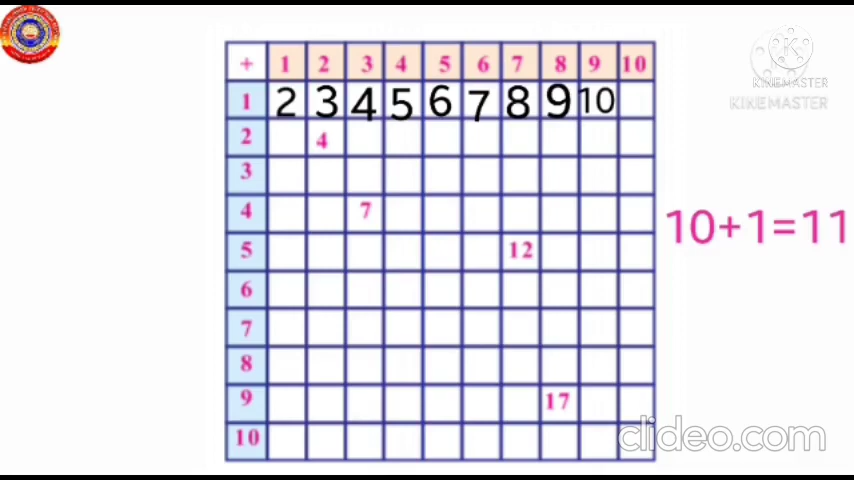 + 1 2 3 4 5 6 7 8 9 10
1 2 3 4 5 6 7 8 9 10
2 4
3
4 7
5 12
6
7
8
9 17
10
10+1=11
KINEMASTER
KINEMASTER
clideo.com